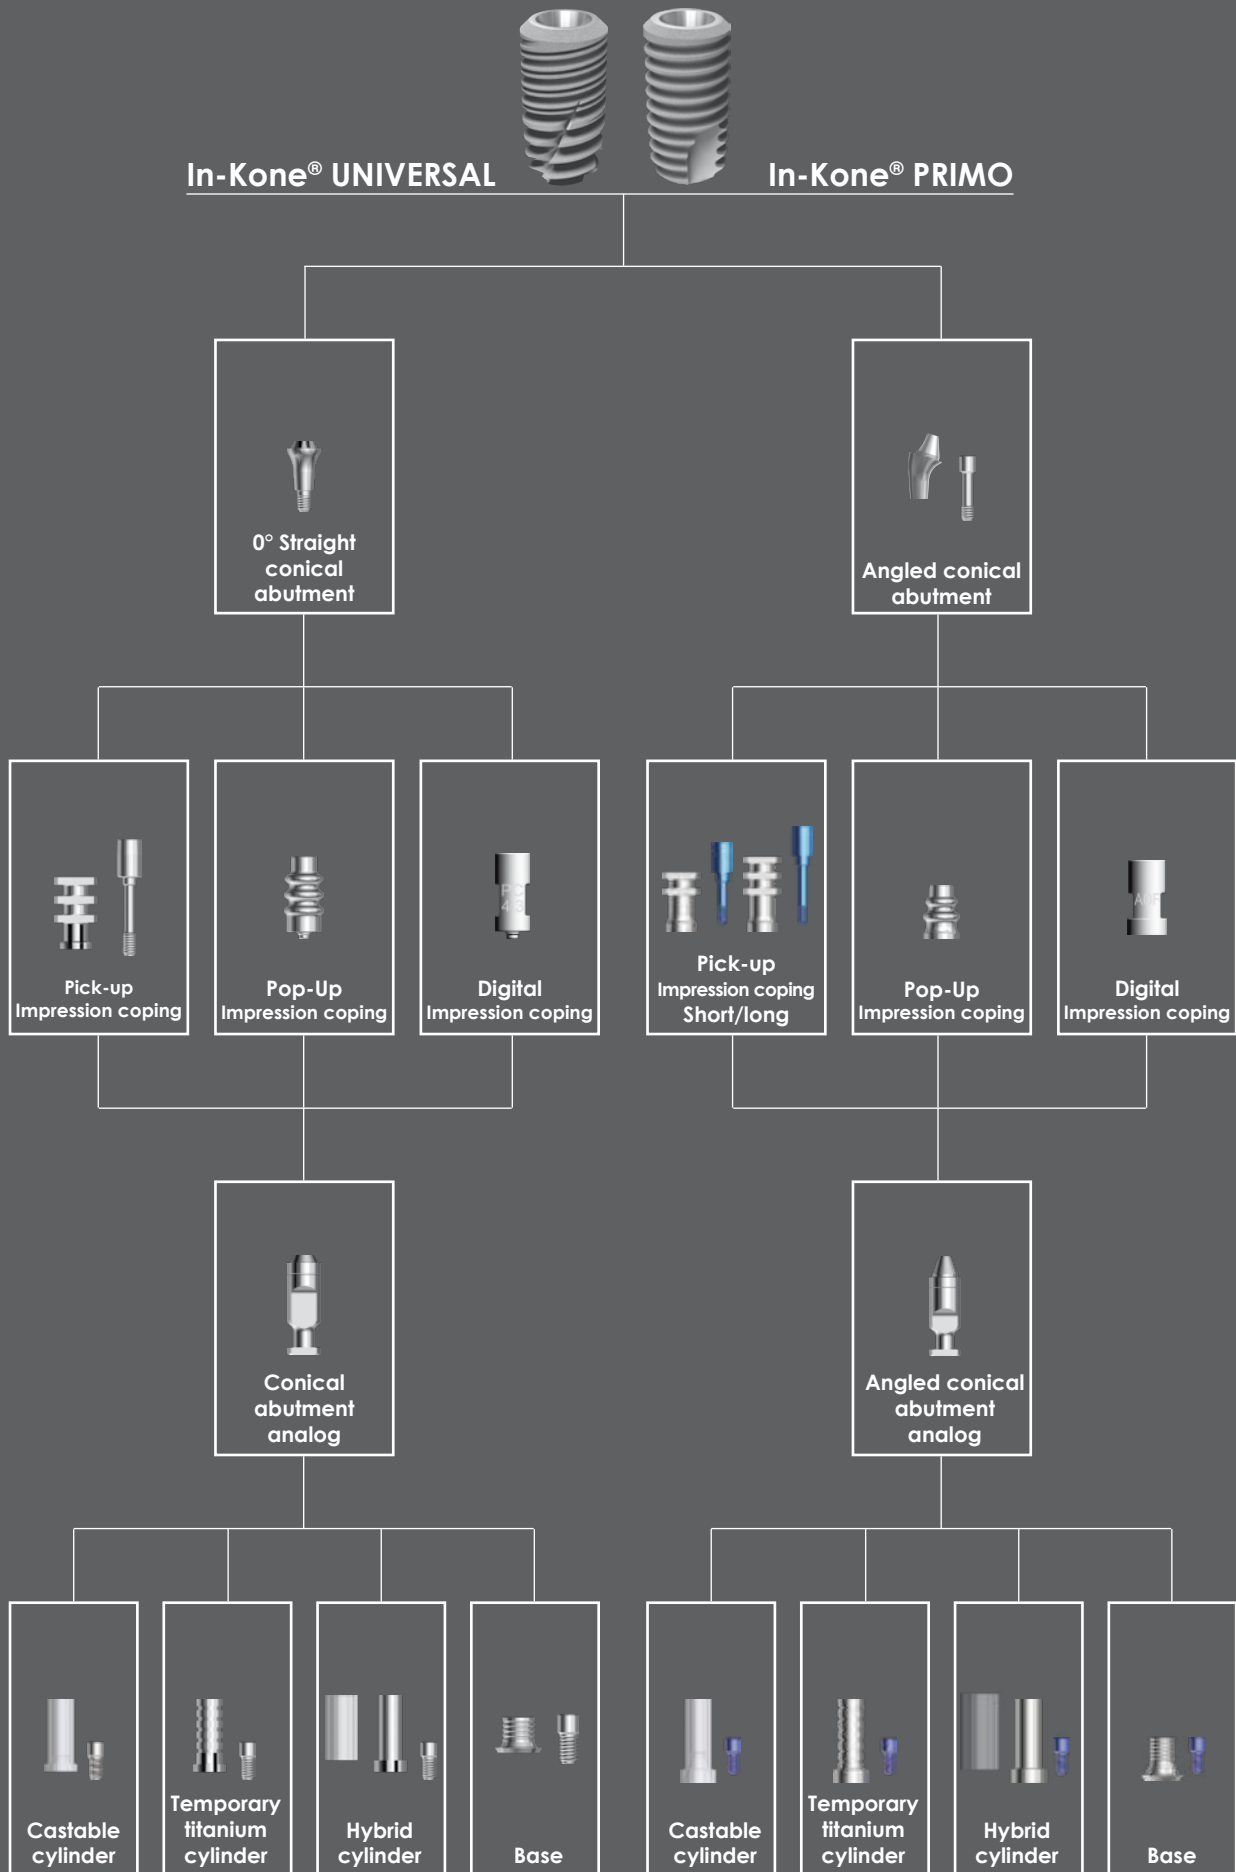 In-Kone® UNIVERSAL
In-Kone® PRIMO
0° Straight
conical
abutment
Angled conical
abutment
Pick-up
Impression coping
Pop-Up
Impression coping
PC
4.3
Digital
Impression coping
Pick-up
Impression coping
Short/long
Pop-Up
Impression coping
Digital
Impression coping
Conical
abutment
analog
Angled conical
abutment
analog
Castable
cylinder
Temporary
titanium
cylinder
Hybrid
cylinder
Base
Castable
cylinder
Temporary
titanium
cylinder
Hybrid
cylinder
Base